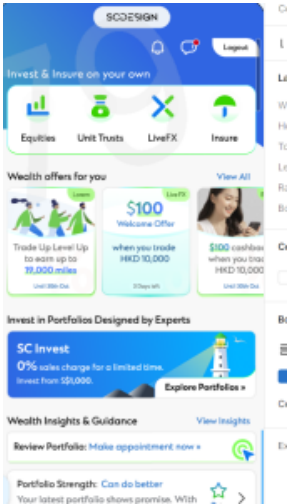 SCDESIGN
Logout
Invest & Insure on your own
Equities
Unit Trusts
LiveFX
Insure
Wealth offers for you
View All
Learn
Trade Up Level Up
to earn up to
19,000 miles
LiveFX
$100
Welcome Offer
when you trade
HKD 10,000
$100
when you trad
HKD 10,000
Invest in Portfolios Designed by Experts
SC Invest
0% sales charge for a limited time.
Invest from S$1,000.
Explore Portfolios »
Wealth Insights & Guidance
View Insights
Review Portfolio: Make appointment now »
Portfolio Strength: Can do better
Your latest portfolio shows promise. With